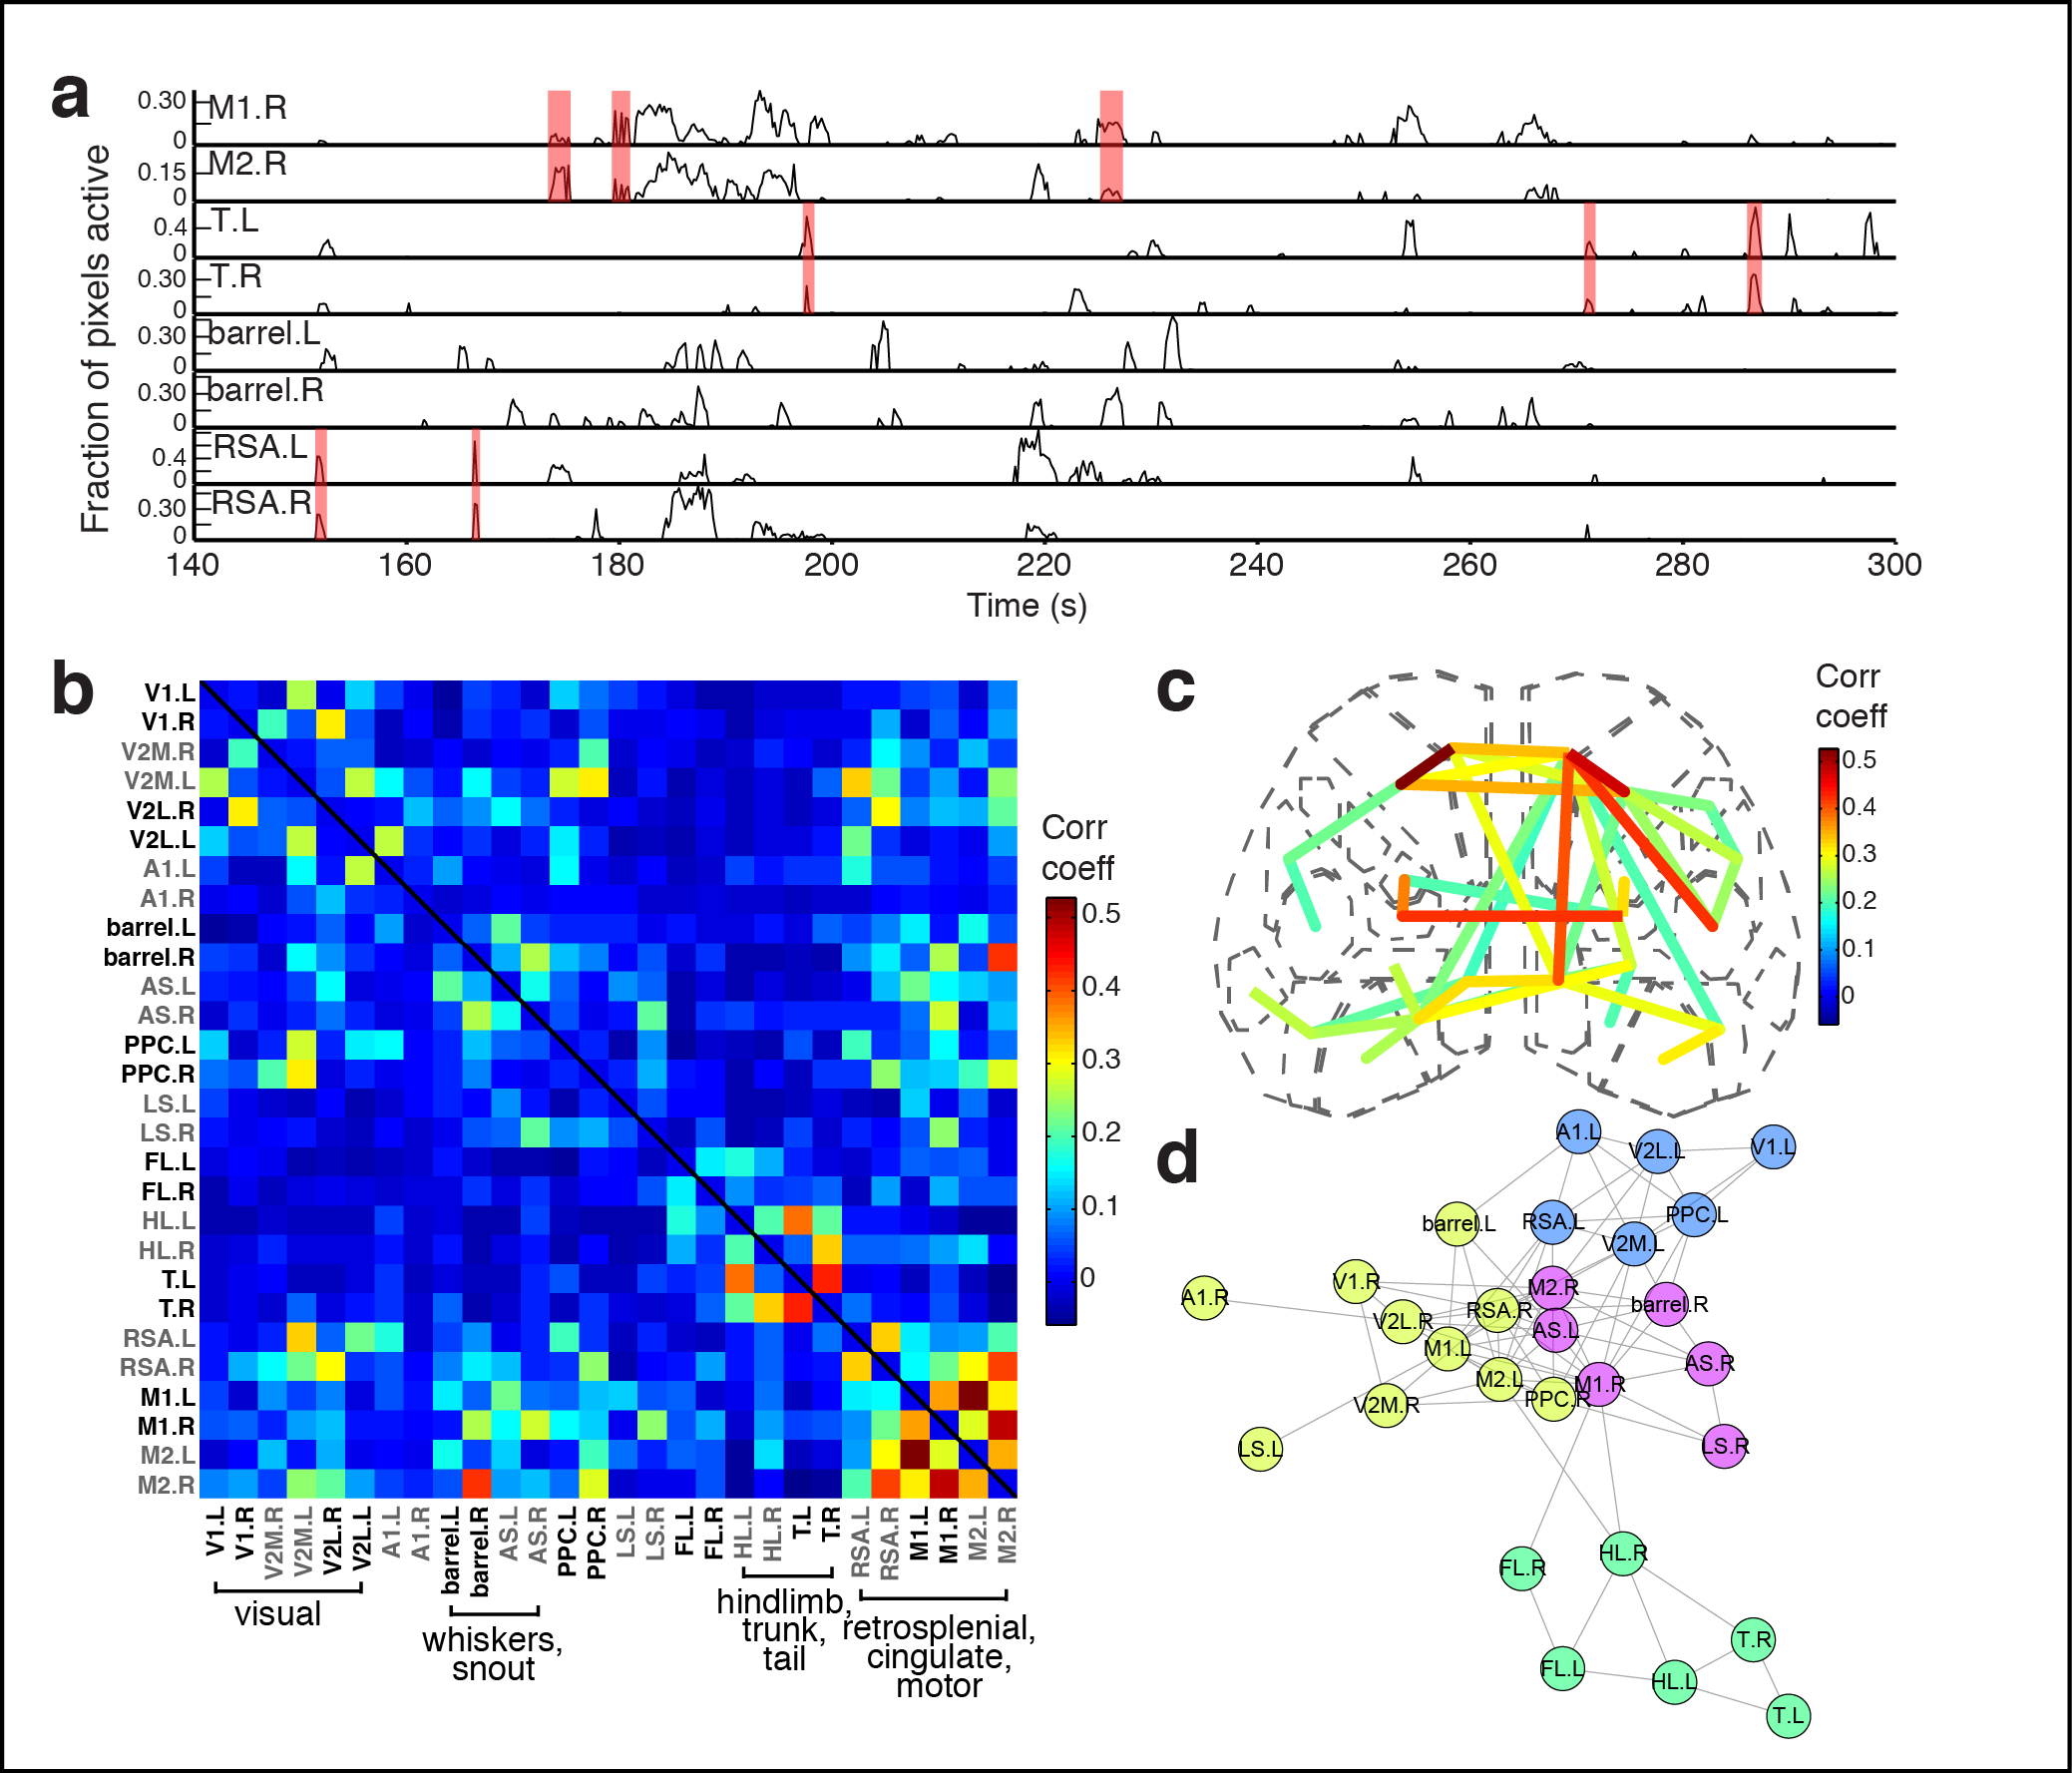 a
Fraction of pixels active
0.30
M1.R
0
M2.R
0.15
0
T.L
0.4
0
T.R
0.30
0
barrel.L
0.30
0
barrel.R
0.30
0
RSA.L
0.4
0
RSA.R
0.30
0
140 160 180 200 220 240 260 280 300
Time (s)
b
V1.L
V1.R
V2M.R
V2M.L
V2L.R
V2L.L
A1.L
A1.R
barrel.L
barrel.R
AS.L
AS.R
PPC.L
PPC.R
LS.L
LS.R
FL.L
FL.R
HL.L
HL.R
T.L
T.R
RSA.L
RSA.R
M1.L
M1.R
M2.L
M2.R
V1.L V1.R V2M.R V2M.L V2L.R V2L.L A1.L A1.R barrel.L barrel.R AS.L AS.R PPC.L PPC.R LS.L LS.R FL.L FL.R HL.L HL.R T.L T.R RSA.L RSA.R M1.L M1.R M2.L M2.R
visual
whiskers,
snout
hindlimb,
trunk,
tail
retrosplenial,
cingulate,
motor
Corr
coeff
0.5
0.4
0.3
0.2
0.1
0
c
Corr
coeff
0.5
0.4
0.3
0.2
0.1
0
d
A1.L
V2L.L
V1.L
barrel.L
RSA.L
PPC.L
V2M.L
V1.R
M2.R
A1.R
RSA.R
barrel.R
V2L.R
AS.L
M1.L
AS.R
M2.L
M1.R
V2M.R
PPC.R
LS.L
LS.R
FL.R
HL.R
T.R
FL.L
HL.L
T.L